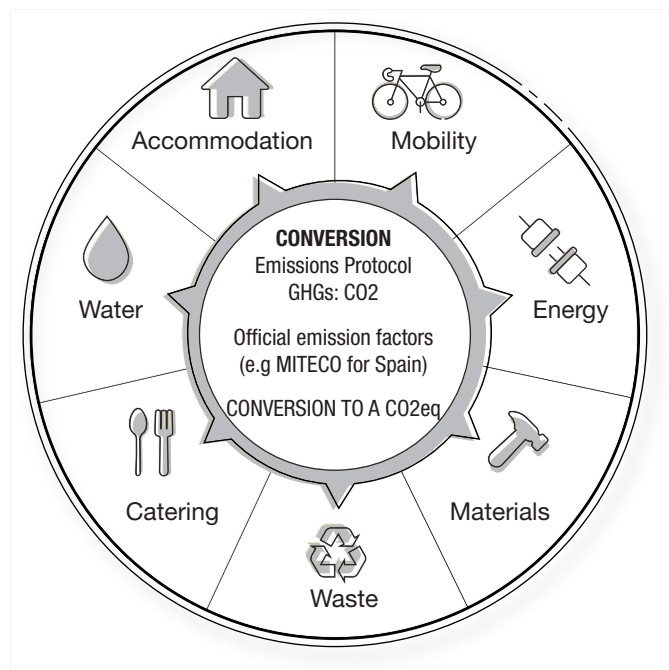 Accommodation
Mobility
Water
Energy
CONVERSION
Emissions Protocol
GHGs: CO2
Official emission factors
(e.g MITECO for Spain)
CONVERSION TO A CO2eq
Catering
Materials
Waste